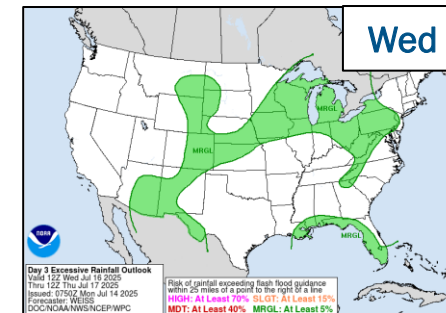 Wed
MRGL
MRGL
MRGL
NOAA
Day 3 Excessive Rainfall Outlook
Valid 12Z Wed Jul 16 2025
Thru 12Z Thu Jul 17 2025
Issued: 0750Z Mon Jul 14 2025
Forecaster: WEISS
DOC/NOAA/NWS/NCEP/WPC
Risk of rainfall exceeding flash flood guidance
within 25 miles of a point to the right of a line
HIGH: At Least 70% SLGT: At Least 15%
MDT: At Least 40% MRGL: At Least 5%